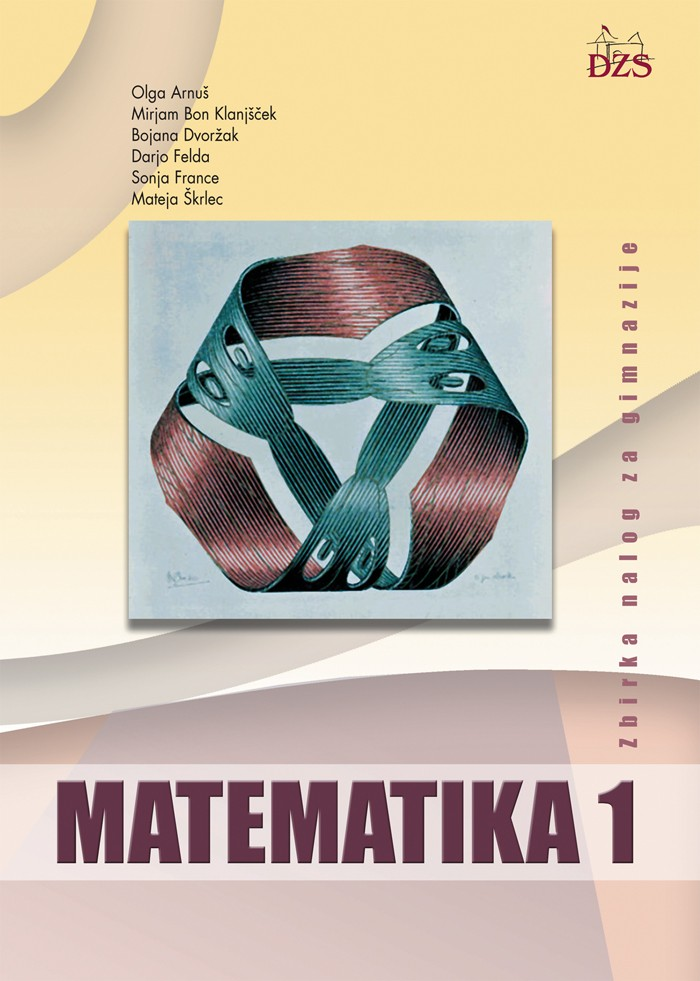 DZS
Olga Arnuš
Mirjam Bon Klanjšček
Bojana Dvoržak
Darjo Felda
Sonja France
Mateja Škrlec
Zbirka nalog za gimnazije
MATEMATIKA 1